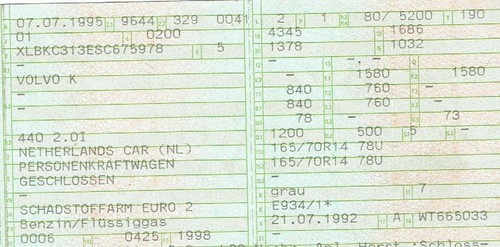 07.07.1995 9644 329 0041
01 0200
XLBKC313ESC675978 5
–
VOLVO K
–
–
440 2.0I
NETHERLANDS CAR (NL)
PERSONENKRAFTWAGEN
GESCHLOSSEN
–
SCHADSTOFFARM EURO 2
Benzin/Flüssiggas
0006 0425 1998
L 2 9 1 80/ 5200 190
4345 1686
1378 1032
– –, –
– 1580 1580
840 760 –
840 760 –
78 – 73
1200 500 5 –
165/70R14 78U
165/70R14 78U
–
grau 7
E934/1*
21.07.1992 A WT665033